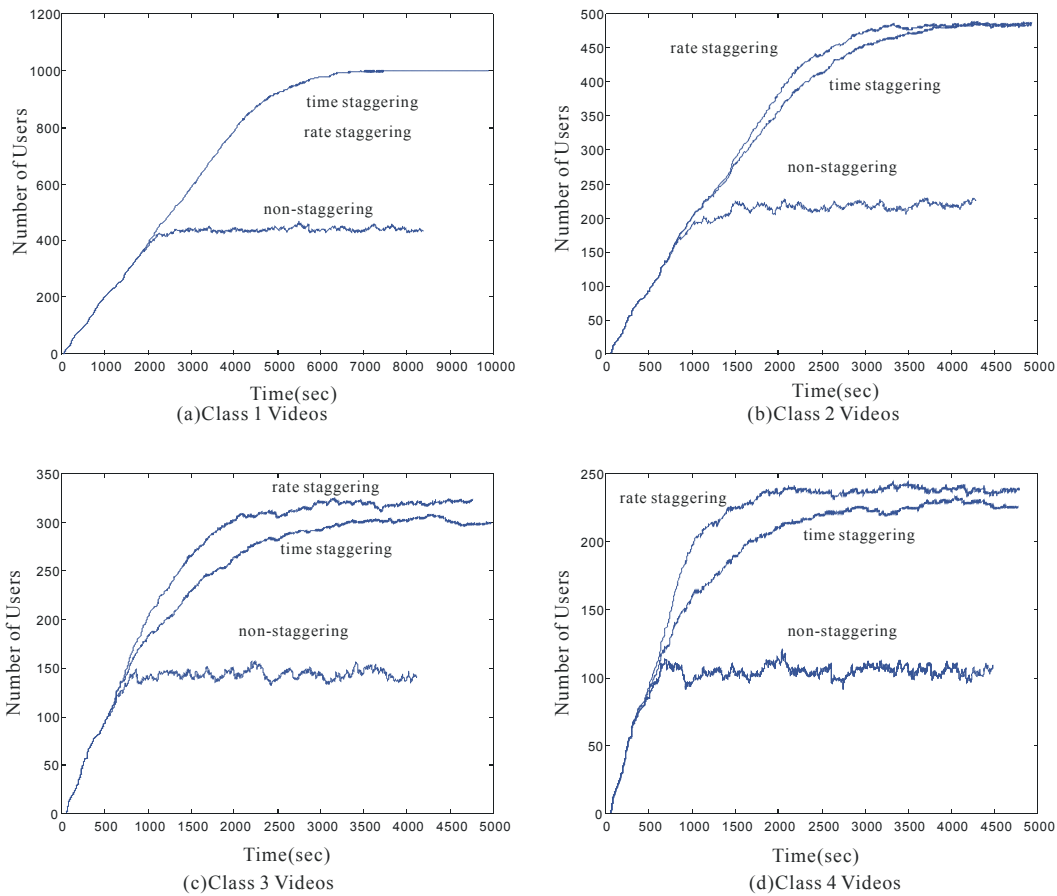 1200
1000
800
600
400
200
0
Number of Users
time staggering
rate staggering
non-staggering
0 1000 2000 3000 4000 5000 6000 7000 8000 9000 10000
Time(sec)
(a)Class 1 Videos
500
450
400
350
300
250
200
150
100
50
0
Number of Users
rate staggering
time staggering
non-staggering
0 500 1000 1500 2000 2500 3000 3500 4000 4500 5000
Time(sec)
(b)Class 2 Videos
350
300
250
200
150
100
50
0
Number of Users
rate staggering
time staggering
non-staggering
0 500 1000 1500 2000 2500 3000 3500 4000 4500 5000
Time(sec)
(c)Class 3 Videos
250
200
150
100
50
0
Number of Users
rate staggering
time staggering
non-staggering
0 500 1000 1500 2000 2500 3000 3500 4000 4500 5000
Time(sec)
(d)Class 4 Videos